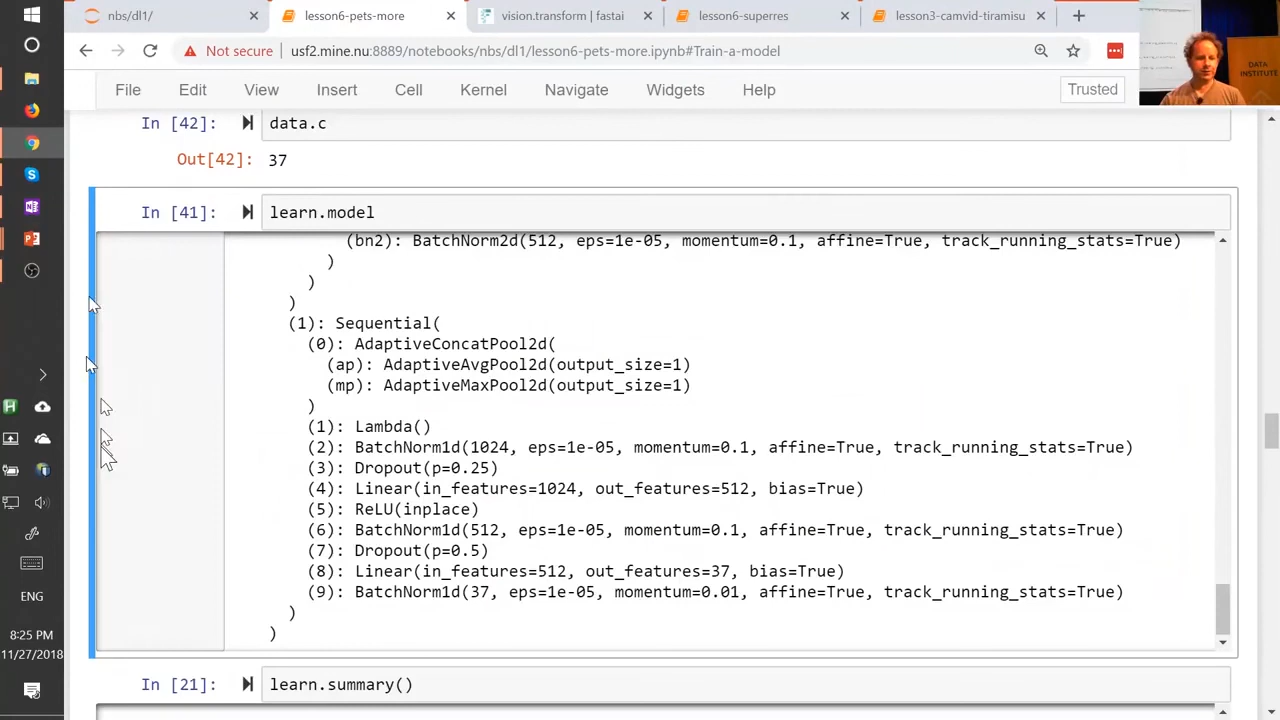 nbs/dl1/
lesson6-pets-more
vision.transform | fastai
lesson6-superres
lesson3-camvid-tiramisu
Not secure
usf2.mine.nu:8889/notebooks/nbs/dl1/lesson6-pets-more.ipynb#Train-a-model
File Edit View Insert Cell Kernel Navigate Widgets Help
Trusted
DATA
INSTITUTE
In [42]: data.c
Out[42]: 37
In [41]: learn.model
(bn2): BatchNorm2d(512, eps=1e-05, momentum=0.1, affine=True, track_running_stats=True)
)
)
)
(1): Sequential(
(0): AdaptiveConcatPool2d(
(ap): AdaptiveAvgPool2d(output_size=1)
(mp): AdaptiveMaxPool2d(output_size=1)
)
(1): Lambda()
(2): BatchNorm1d(1024, eps=1e-05, momentum=0.1, affine=True, track_running_stats=True)
(3): Dropout(p=0.25)
(4): Linear(in_features=1024, out_features=512, bias=True)
(5): ReLU(inplace)
(6): BatchNorm1d(512, eps=1e-05, momentum=0.1, affine=True, track_running_stats=True)
(7): Dropout(p=0.5)
(8): Linear(in_features=512, out_features=37, bias=True)
(9): BatchNorm1d(37, eps=1e-05, momentum=0.01, affine=True, track_running_stats=True)
)
)
In [21]: learn.summary()
ENG
8:25 PM
11/27/2018